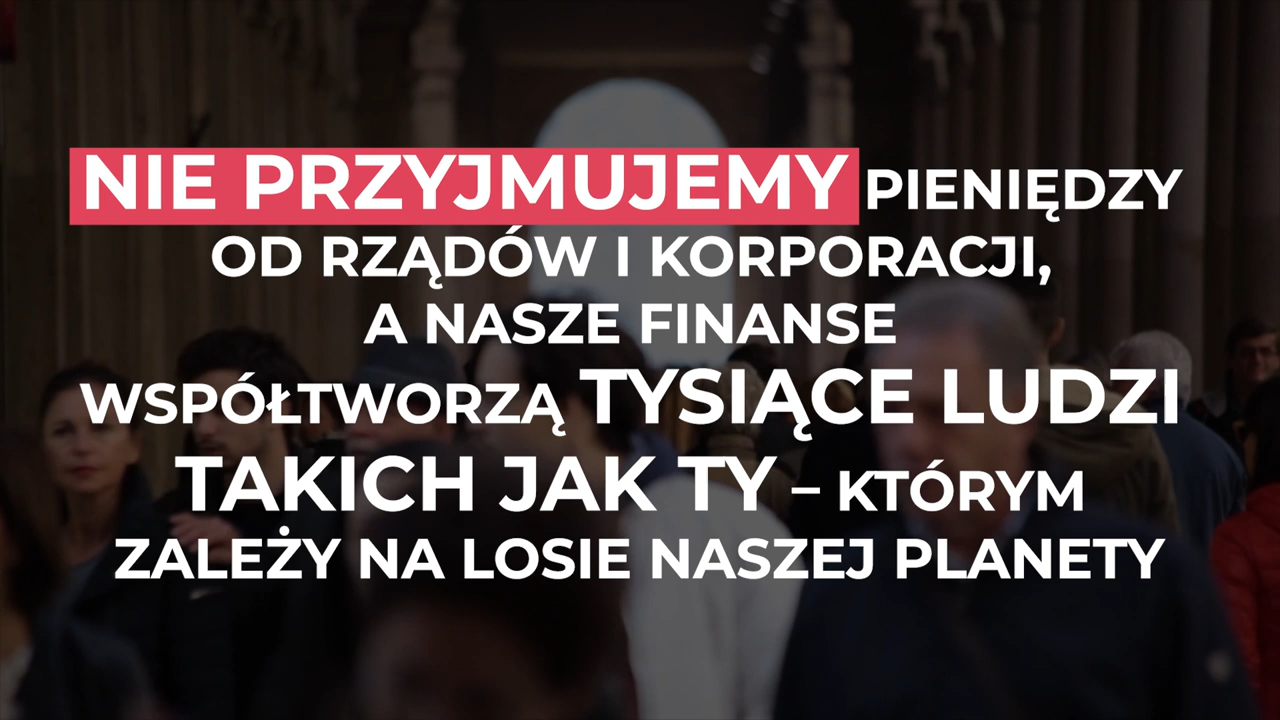 NIE PRZYJMUJEMY PIENIĘDZY
OD RZĄDÓW I KORPORACJI,
A NASZE FINANSE
WSPÓŁTWORZĄ TYSIĄCE LUDZI
TAKICH JAK TY – KTÓRYM
ZALEŻY NA LOSIE NASZEJ PLANETY